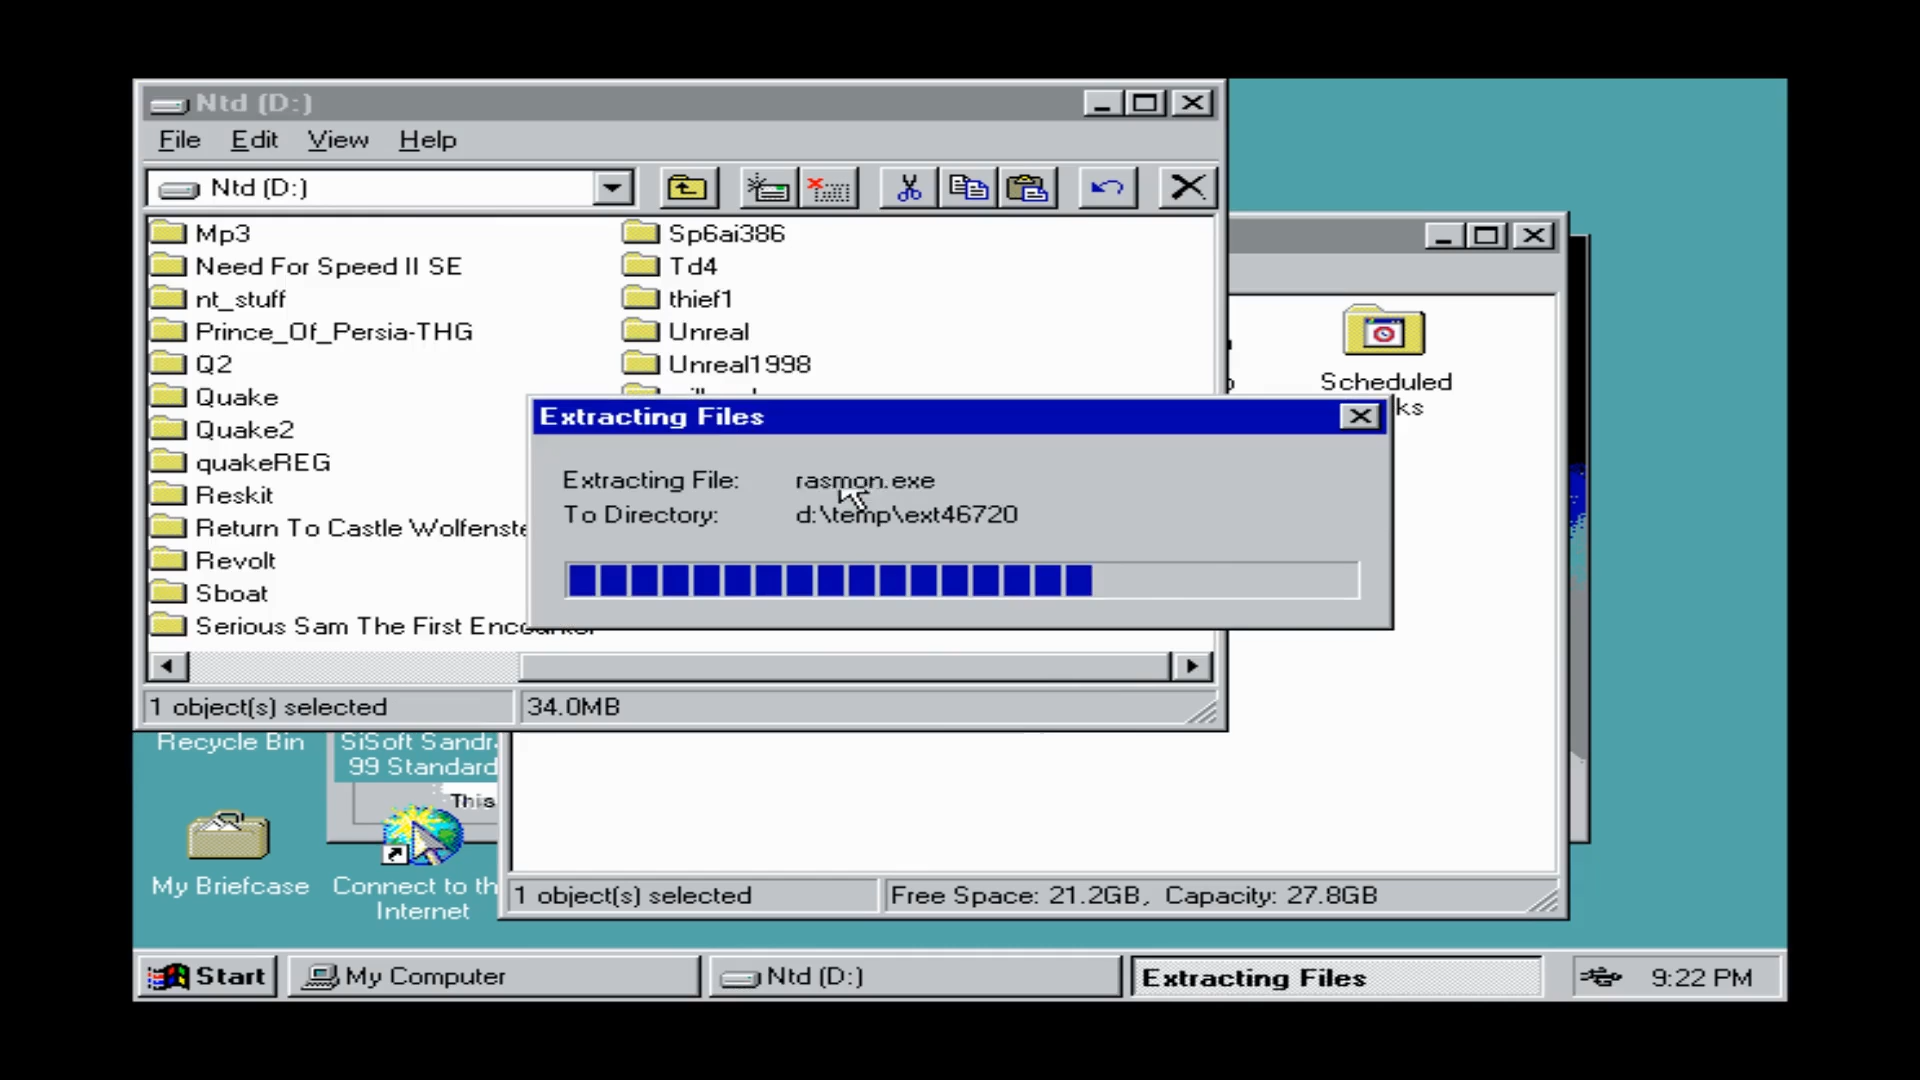 Ntd (D:)
File Edit View Help
Ntd (D:)
Mp3
Need For Speed II SE
nt_stuff
Prince_Of_Persia-THG
Q2
Quake
Quake2
quakeREG
Reskit
Return To Castle Wolfenste
Revolt
Sboat
Serious Sam The First Encounter
Sp6ai386
Td4
thief1
Unreal
Unreal1998
Extracting Files
Extracting File: rasmon.exe
To Directory: d:\temp\ext46720
1 object(s) selected 34.0MB
Scheduled
ks
Recycle Bin
SiSoft Sandr
99 Standard
This
My Briefcase
Connect to th
Internet
1 object(s) selected Free Space: 21.2GB, Capacity: 27.8GB
Start My Computer Ntd (D:) Extracting Files 9:22 PM